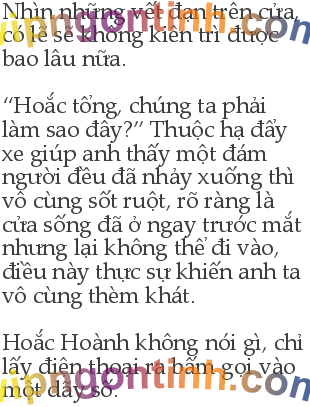 Nhìn những vết đạn trên cửa,
có lẽ sẽ không kiên trì được
bao lâu nữa.
“Hoắc tổng, chúng ta phải
làm sao đây?” Thuộc hạ đẩy
xe giúp anh thấy một đám
người đều đã nhảy xuống thì
vô cùng sốt ruột, rõ ràng là
cửa sống đã ở ngay trước mắt
nhưng lại không thể đi vào,
điều này thực sự khiến anh ta
vô cùng thèm khát.
Hoắc Hoành không nói gì, chỉ
lấy điện thoại ra bấm gọi vào
một dãy số.
vipngontinh.com